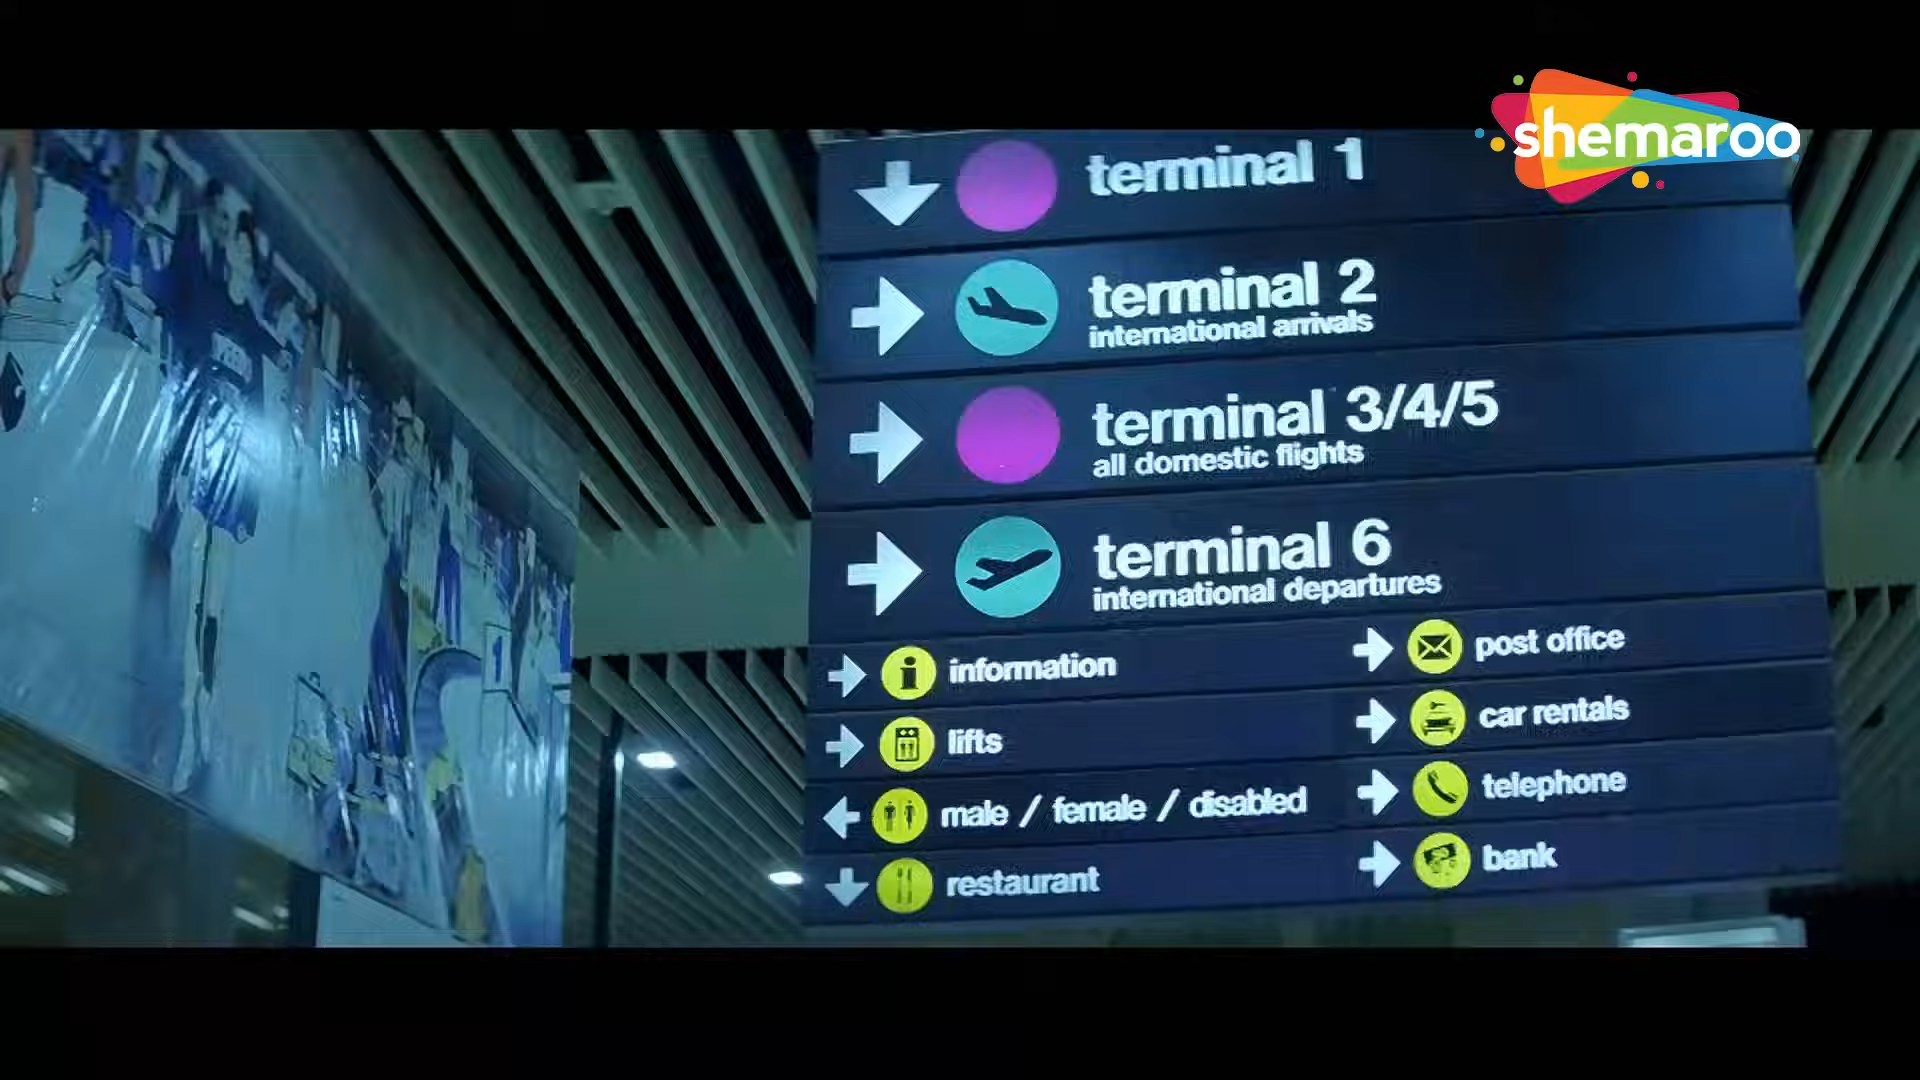 shemaroo
terminal 1
terminal 2
international arrivals
terminal 3/4/5
all domestic flights
terminal 6
international departures
information
post office
lifts
car rentals
male / female / disabled
telephone
restaurant
bank